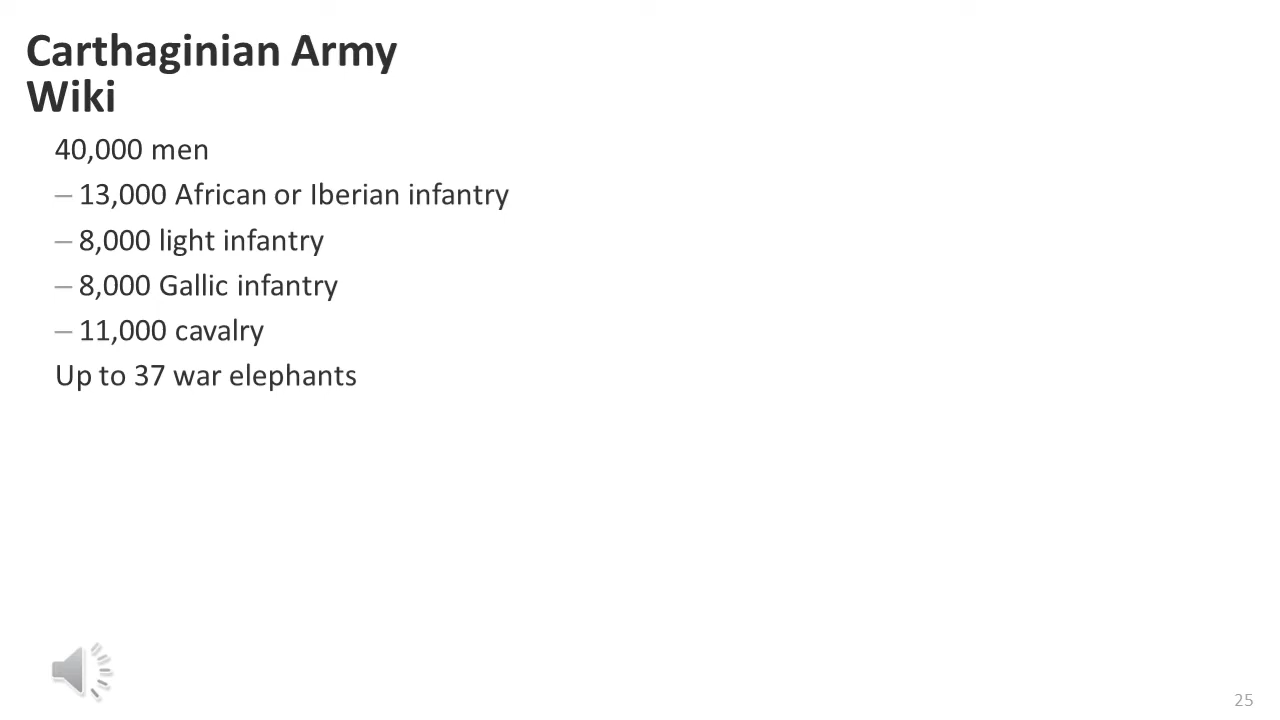 Carthaginian Army
Wiki
40,000 men
– 13,000 African or Iberian infantry
– 8,000 light infantry
– 8,000 Gallic infantry
– 11,000 cavalry
Up to 37 war elephants
25